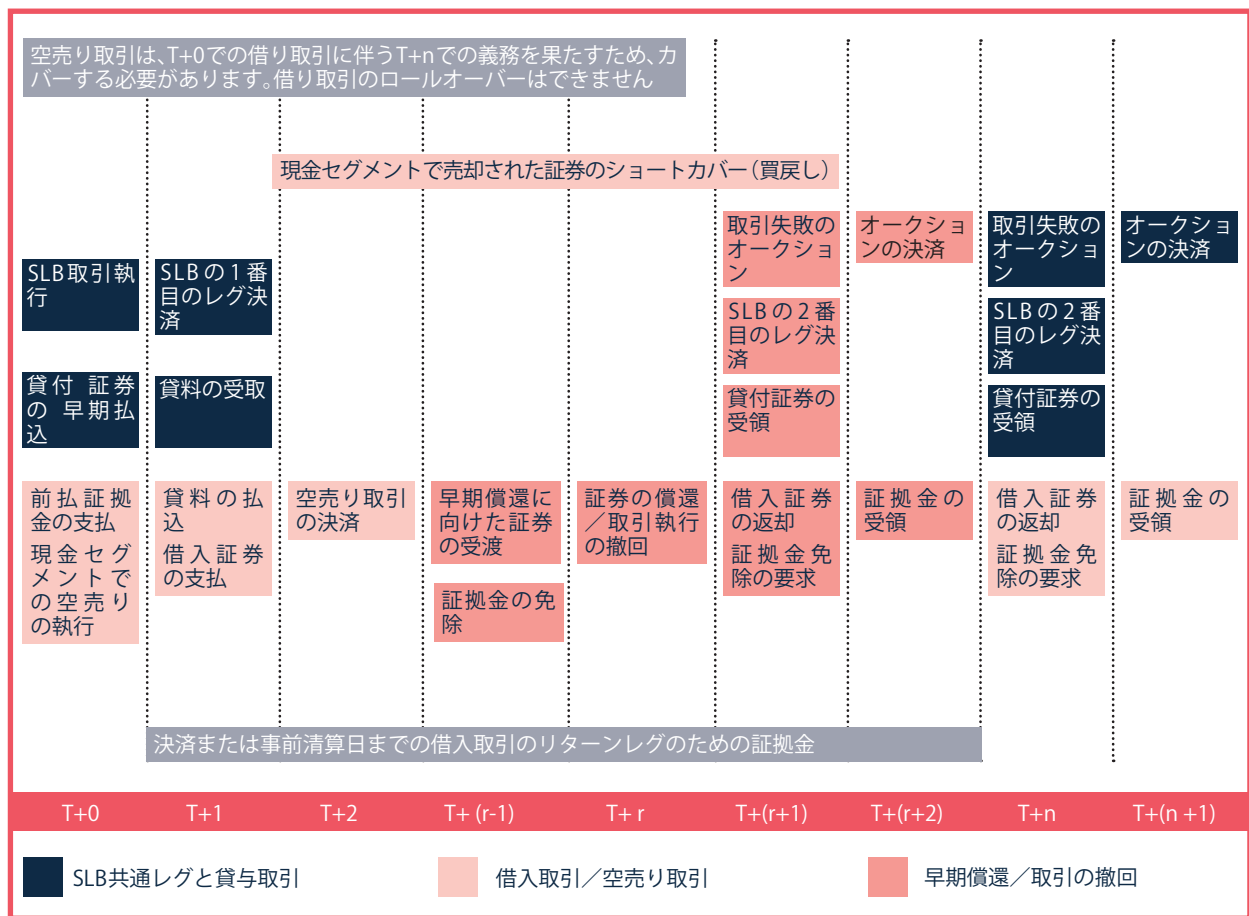 空売り取引は、T+0での借り取引に伴うT+nでの義務を果たすため、カ
バーする必要があります。借り取引のロールオーバーはできません
現金セグメントで売却された証券のショートカバー（買戻し）
SLB取引執
行
貸付 証券
の 早期払
込
前払証拠
金の支払
現金セグ
メントで
の空売り
の執行
SLBの1番
目のレグ決
済
貸料の受取
貸料の払
込
借入証券
の支払
空売り取引
の決済
早期償還に
向けた証券
の受渡
証拠金の免
除
証券の償還
／取引執行
の撤回
取引失敗の
オークショ
ン
SLBの2番
目のレグ決
済
貸付証券の
受領
借入証券
の返却
証拠金免
除の要求
オークショ
ンの決済
証拠金の
受領
取引失敗の
オークショ
ン
SLBの2番
目のレグ決
済
貸付証券の
受領
借入証券
の返却
証拠金免
除の要求
オークショ
ンの決済
証拠金の
受領
決済または事前清算日までの借入取引のリターンレグのための証拠金
T+0 T+1 T+2 T+ (r-1) T+ r T+(r+1) T+(r+2) T+n T+(n +1)
SLB共通レグと貸与取引 借入取引／空売り取引 早期償還／取引の撤回